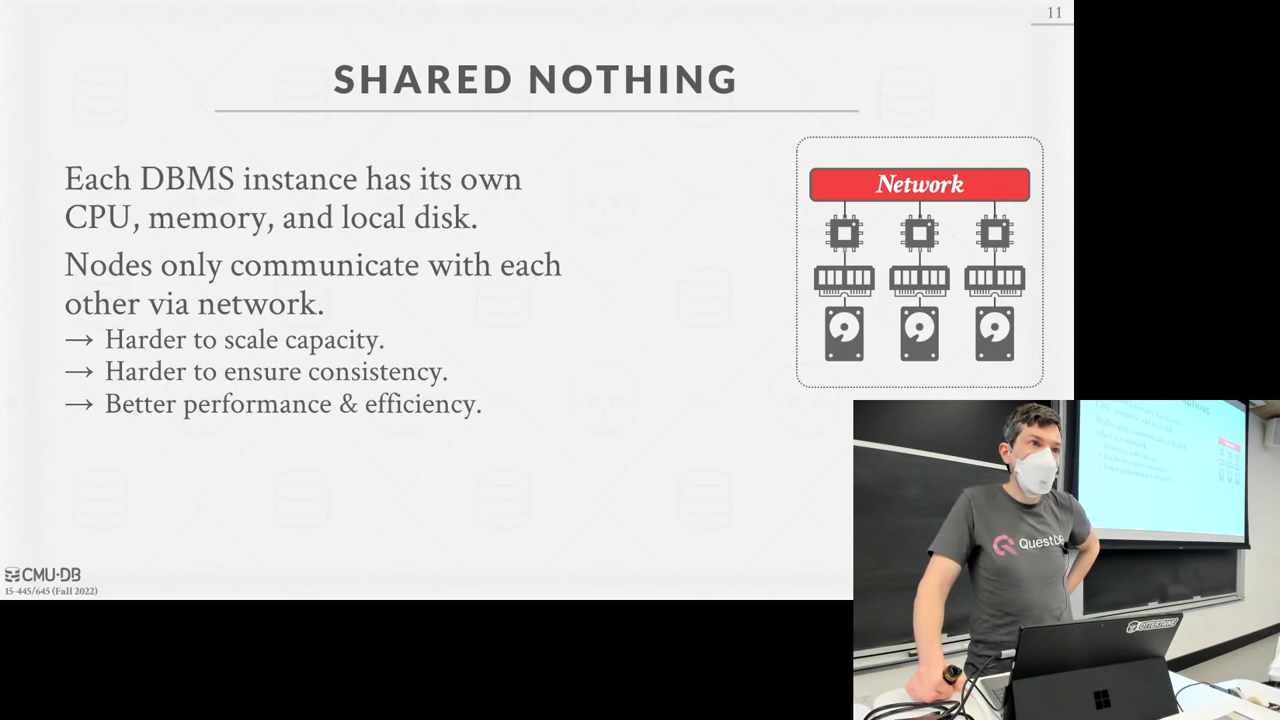 11
SHARED NOTHING
Each DBMS instance has its own
CPU, memory, and local disk.
Nodes only communicate with each
other via network.
→ Harder to scale capacity.
→ Harder to ensure consistency.
→ Better performance & efficiency.
Network
CMU·DB
15-445/645 (Fall 2022)
QuestDB